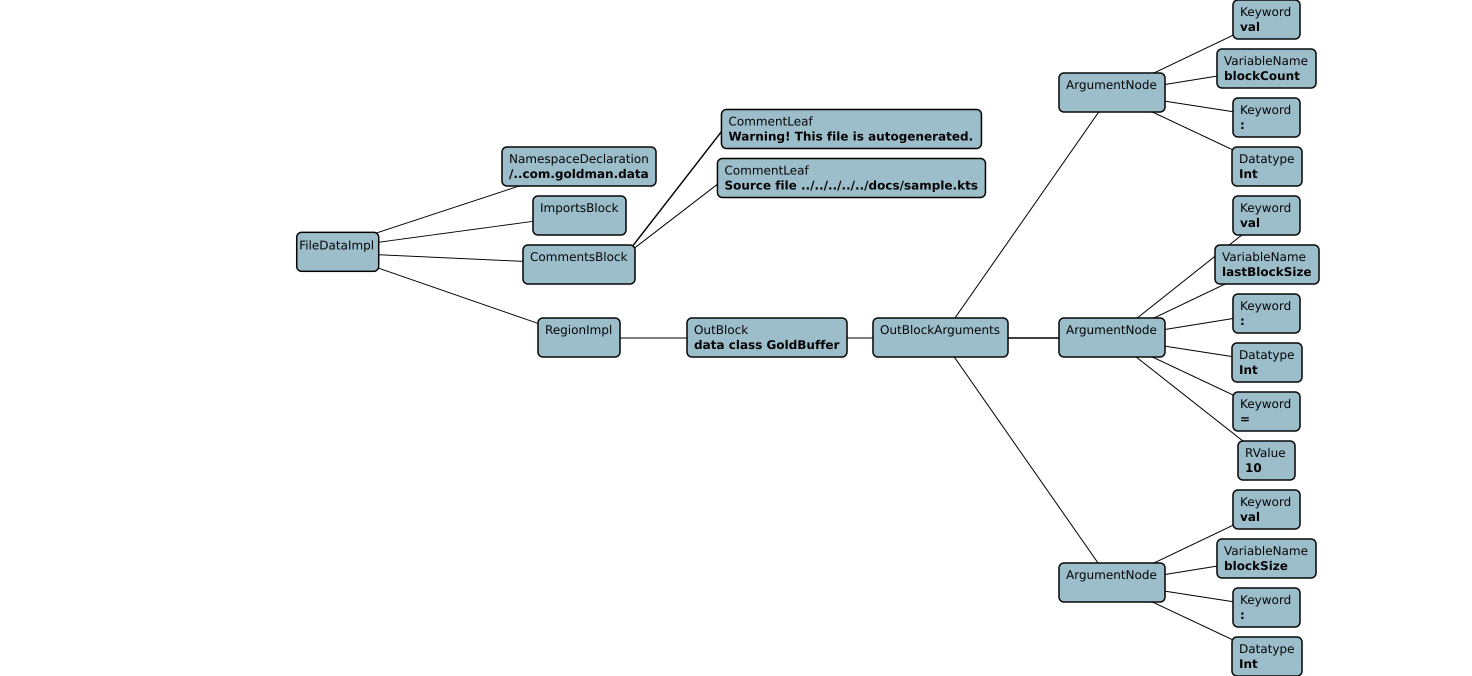 FileDataImpl
NamespaceDeclaration
/..com.goldman.data
ImportsBlock
CommentsBlock
CommentLeaf
Warning! This file is autogenerated.
CommentLeaf
Source file ../../../../../docs/sample.kts
RegionImpl
OutBlock
data class GoldBuffer
OutBlockArguments
ArgumentNode
Keyword
val
VariableName
blockCount
Keyword
:
Datatype
Int
ArgumentNode
Keyword
val
VariableName
lastBlockSize
Keyword
:
Datatype
Int
Keyword
=
RValue
10
ArgumentNode
Keyword
val
VariableName
blockSize
Keyword
:
Datatype
Int